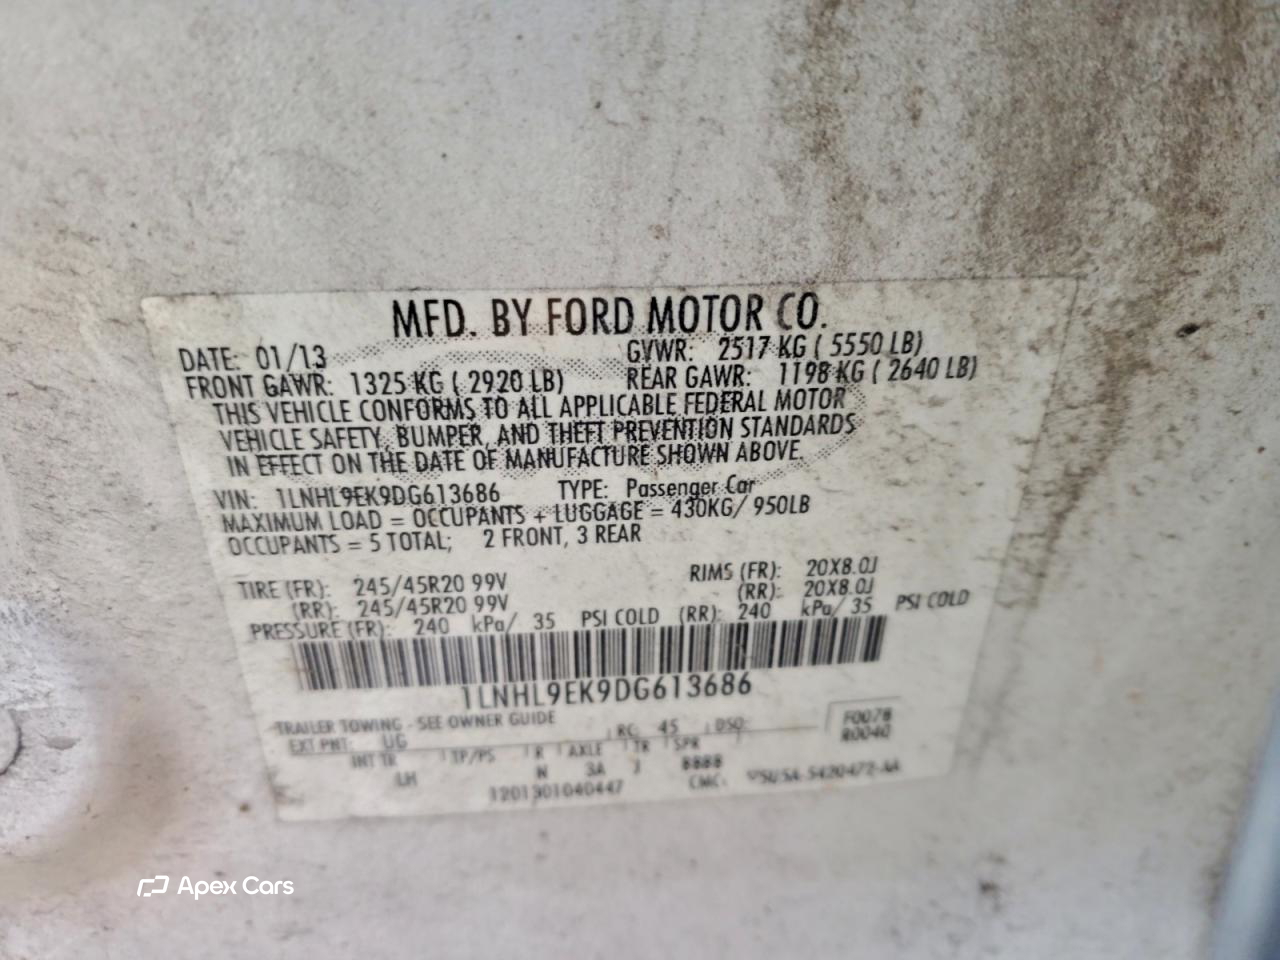 MFD. BY FORD MOTOR CO.
DATE: 01/13 GVWR: 2517 KG ( 5550 LB)
FRONT GAWR: 1325 KG ( 2920 LB) REAR GAWR: 1198 KG ( 2640 LB)
THIS VEHICLE CONFORMS TO ALL APPLICABLE FEDERAL MOTOR
VEHICLE SAFETY, BUMPER, AND THEFT PREVENTION STANDARDS
IN EFFECT ON THE DATE OF MANUFACTURE SHOWN ABOVE.
VIN: 1LNHL9EK9DG613686 TYPE: Passenger Car
MAXIMUM LOAD = OCCUPANTS + LUGGAGE = 430KG/ 950LB
OCCUPANTS = 5 TOTAL; 2 FRONT, 3 REAR
TIRE (FR): 245/45R20 99V RIMS (FR): 20X8.0J
(RR): 245/45R20 99V (RR): 20X8.0J
PRESSURE (FR): 240 kPa/ 35 PSI COLD (RR): 240 kPa/ 35 PSI COLD
1LNHL9EK9DG613686
TRAILER TOWING - SEE OWNER GUIDE RC: 45 DSO: F0078
EXT PNT: UG R0040
INT TR TP/PS R AXLE TR SPR
LH N 3A J 8888
1201301040447 CMC:
Apex Cars